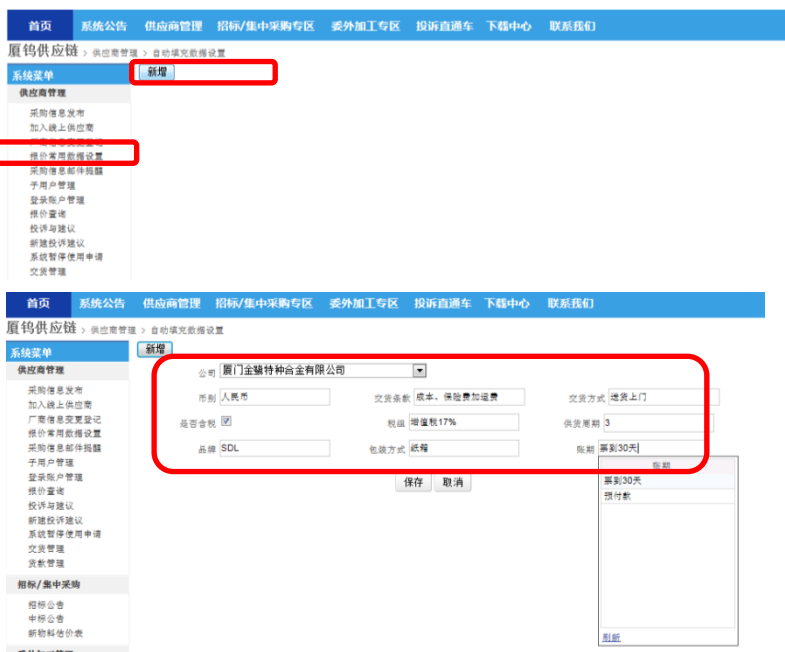 首页 系统公告 供应商管理 招标/集中采购专区 委外加工专区 投诉直通车 下载中心 联系我们
厦钨供应链 > 供应商管理 > 自动填充数据设置
系统菜单
新增
供应商管理
采购信息发布
加入线上供应商
厂商信息变更登记
报价常用数据设置
采购信息邮件提醒
子用户管理
登录账户管理
报价查询
投诉与建议
新建投诉建议
系统暂停使用申请
交货管理
首页 系统公告 供应商管理 招标/集中采购专区 委外加工专区 投诉直通车 下载中心 联系我们
厦钨供应链 > 供应商管理 > 自动填充数据设置
系统菜单
新增
供应商管理
公司 厦门金鹭特种合金有限公司
采购信息发布
币别 人民币 交货条款 成本、保险费加运费 交货方式 送货上门
加入线上供应商
厂商信息变更登记
是否含税 税组 增值税17% 供货周期 3
报价常用数据设置
采购信息邮件提醒
品牌 SDL 包装方式 纸箱 账期 票到30天
子用户管理
账期
登录账户管理
保存 取消
票到30天
报价查询
预付款
投诉与建议
新建投诉建议
系统暂停使用申请
交货管理
货款管理
招标/集中采购
招标公告
中标公告
新物料估价表
刷新